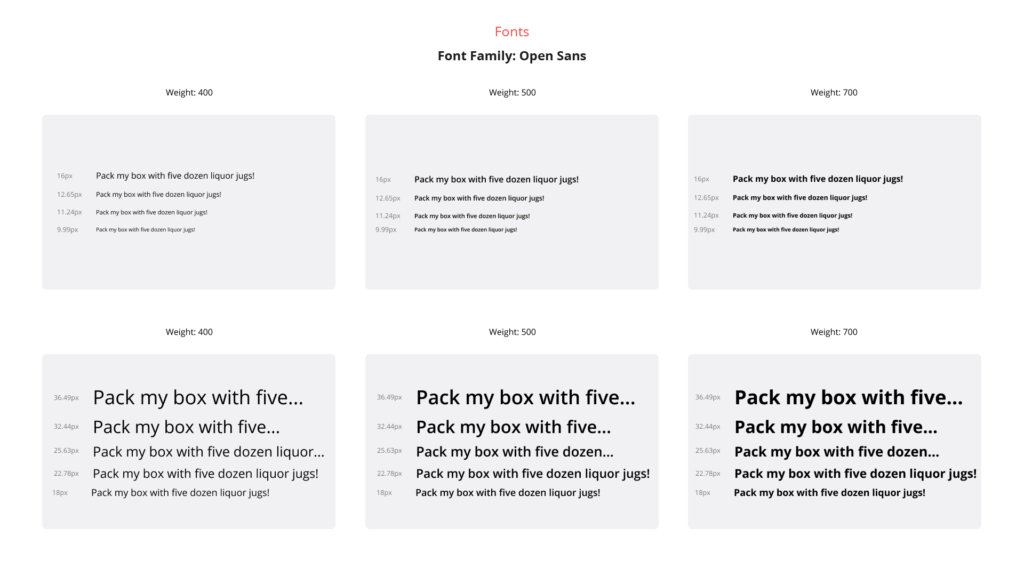 Fonts
Font Family: Open Sans
Weight: 400
16px Pack my box with five dozen liquor jugs!
12.65px Pack my box with five dozen liquor jugs!
11.24px Pack my box with five dozen liquor jugs!
9.99px Pack my box with five dozen liquor jugs!
Weight: 500
16px Pack my box with five dozen liquor jugs!
12.65px Pack my box with five dozen liquor jugs!
11.24px Pack my box with five dozen liquor jugs!
9.99px Pack my box with five dozen liquor jugs!
Weight: 700
16px Pack my box with five dozen liquor jugs!
12.65px Pack my box with five dozen liquor jugs!
11.24px Pack my box with five dozen liquor jugs!
9.99px Pack my box with five dozen liquor jugs!
Weight: 400
36.49px Pack my box with five...
32.44px Pack my box with five...
25.63px Pack my box with five dozen liquor...
22.78px Pack my box with five dozen liquor jugs!
18px Pack my box with five dozen liquor jugs!
Weight: 500
36.49px Pack my box with five...
32.44px Pack my box with five...
25.63px Pack my box with five dozen...
22.78px Pack my box with five dozen liquor jugs!
18px Pack my box with five dozen liquor jugs!
Weight: 700
36.49px Pack my box with five...
32.44px Pack my box with five...
25.63px Pack my box with five dozen...
22.78px Pack my box with five dozen liquor jugs!
18px Pack my box with five dozen liquor jugs!